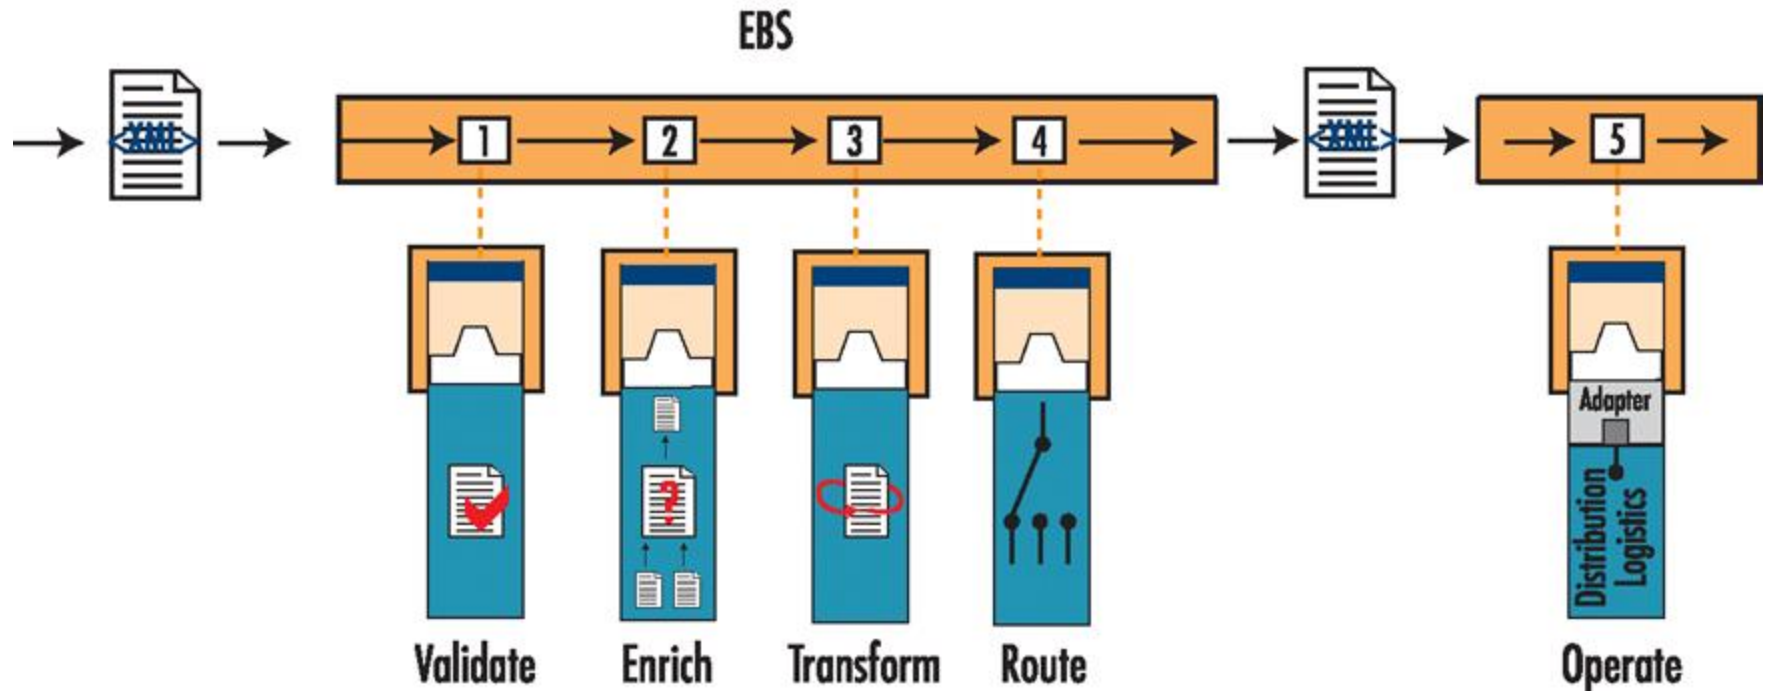 EBS
<XML>
1
2
3
4
<XML>
5
Adapter
Distribution
Logistics
Validate
Enrich
Transform
Route
Operate